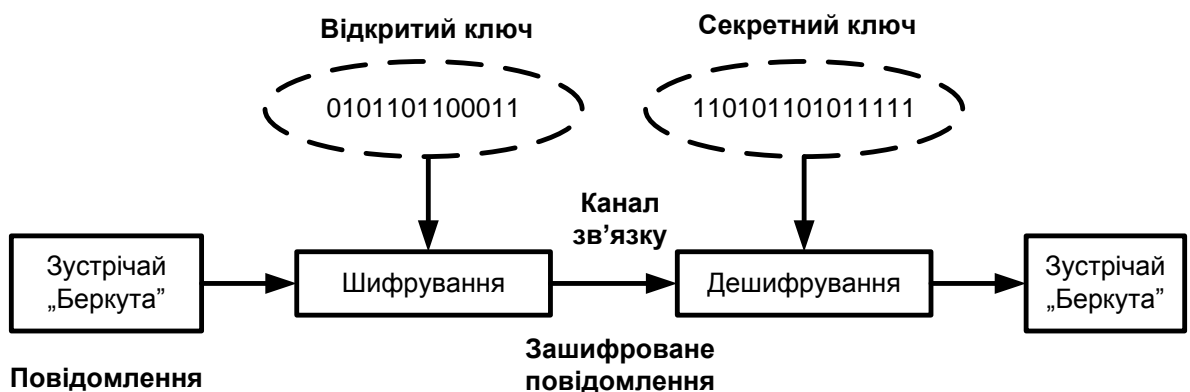 Відкритий ключ
Секретний ключ
0101101100011
110101101011111
Канал
зв’язку
Зустрічай
„Беркута”
Шифрування
Дешифрування
Зустрічай
„Беркута”
Повідомлення
Зашифроване
повідомлення